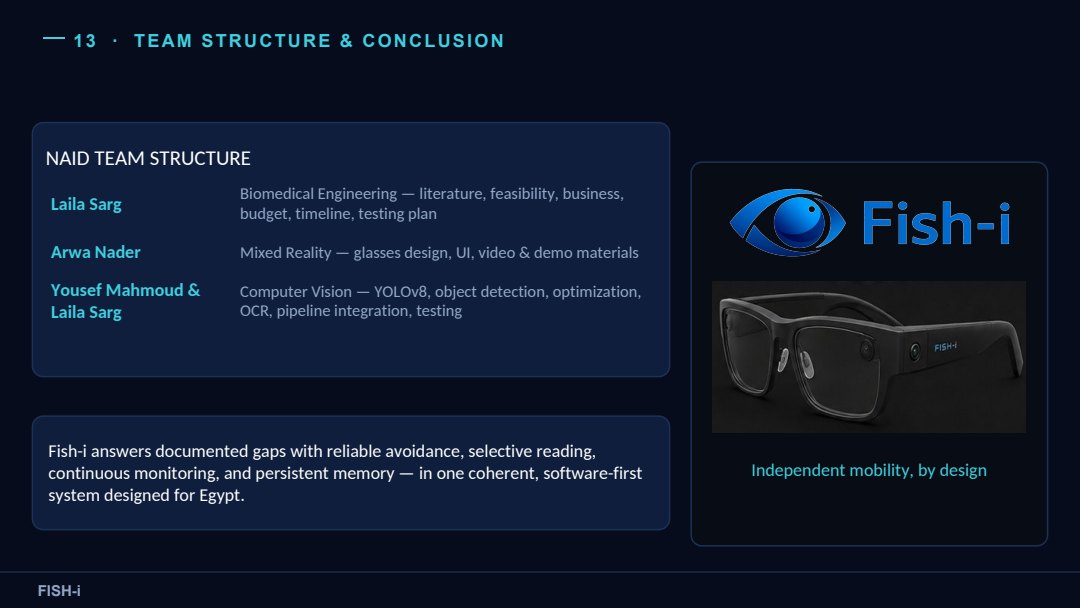 13 · TEAM STRUCTURE & CONCLUSION
NAID TEAM STRUCTURE
Laila Sarg
Biomedical Engineering — literature, feasibility, business,
budget, timeline, testing plan
Arwa Nader
Mixed Reality — glasses design, UI, video & demo materials
Yousef Mahmoud &
Laila Sarg
Computer Vision — YOLOv8, object detection, optimization,
OCR, pipeline integration, testing
Fish-i answers documented gaps with reliable avoidance, selective reading,
continuous monitoring, and persistent memory — in one coherent, software-first
system designed for Egypt.
Fish-i
FISH-i
Independent mobility, by design
FISH-i